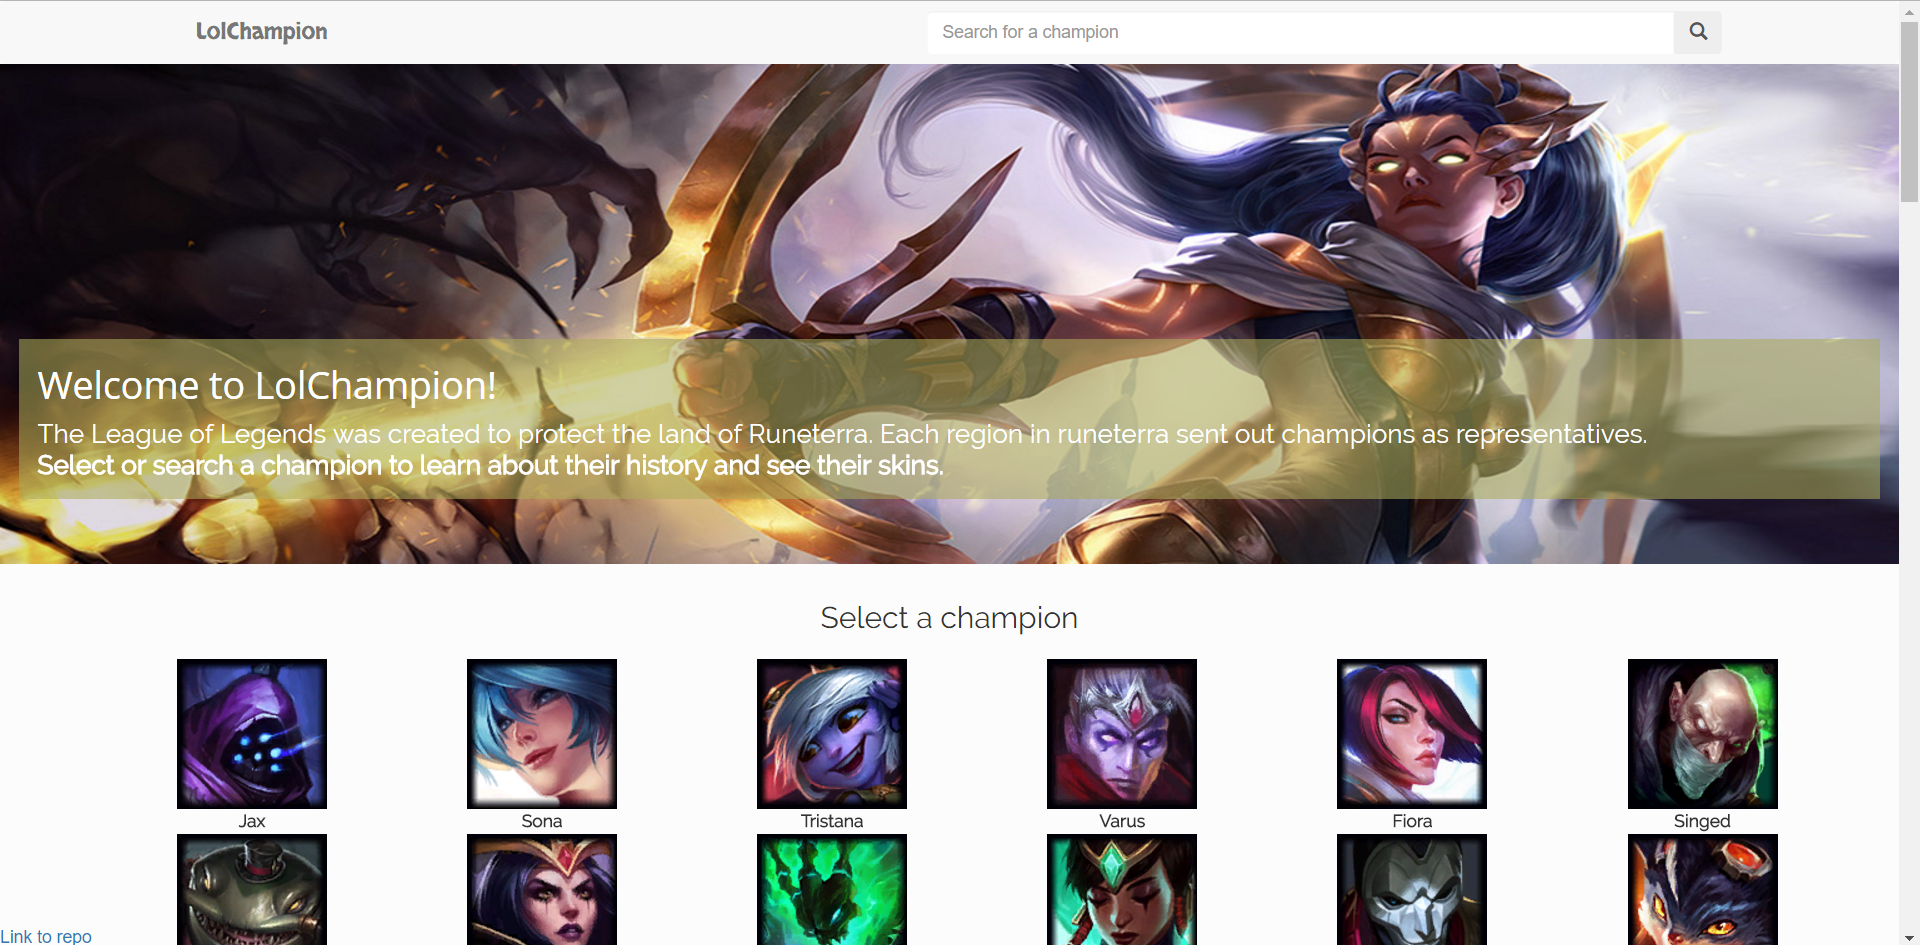 LolChampion
Search for a champion
Welcome to LolChampion!
The League of Legends was created to protect the land of Runeterra. Each region in runeterra sent out champions as representatives.
Select or search a champion to learn about their history and see their skins.
Select a champion
Jax
Sona
Tristana
Varus
Fiora
Singed
Link to repo